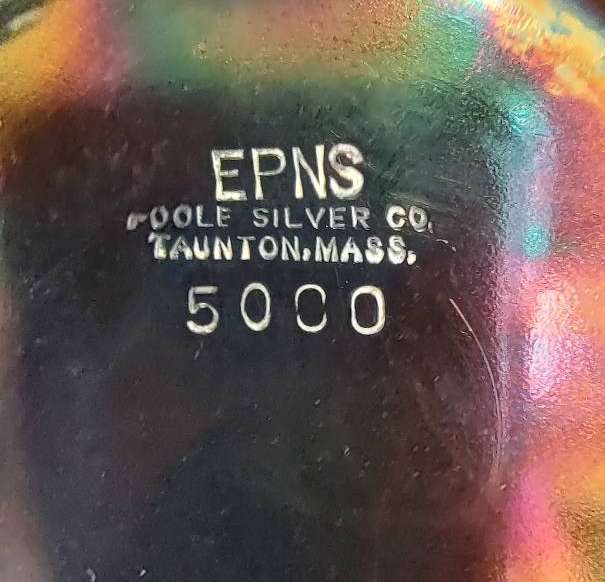 EPNS
POOLE SILVER CO.
TAUNTON, MASS.
5000